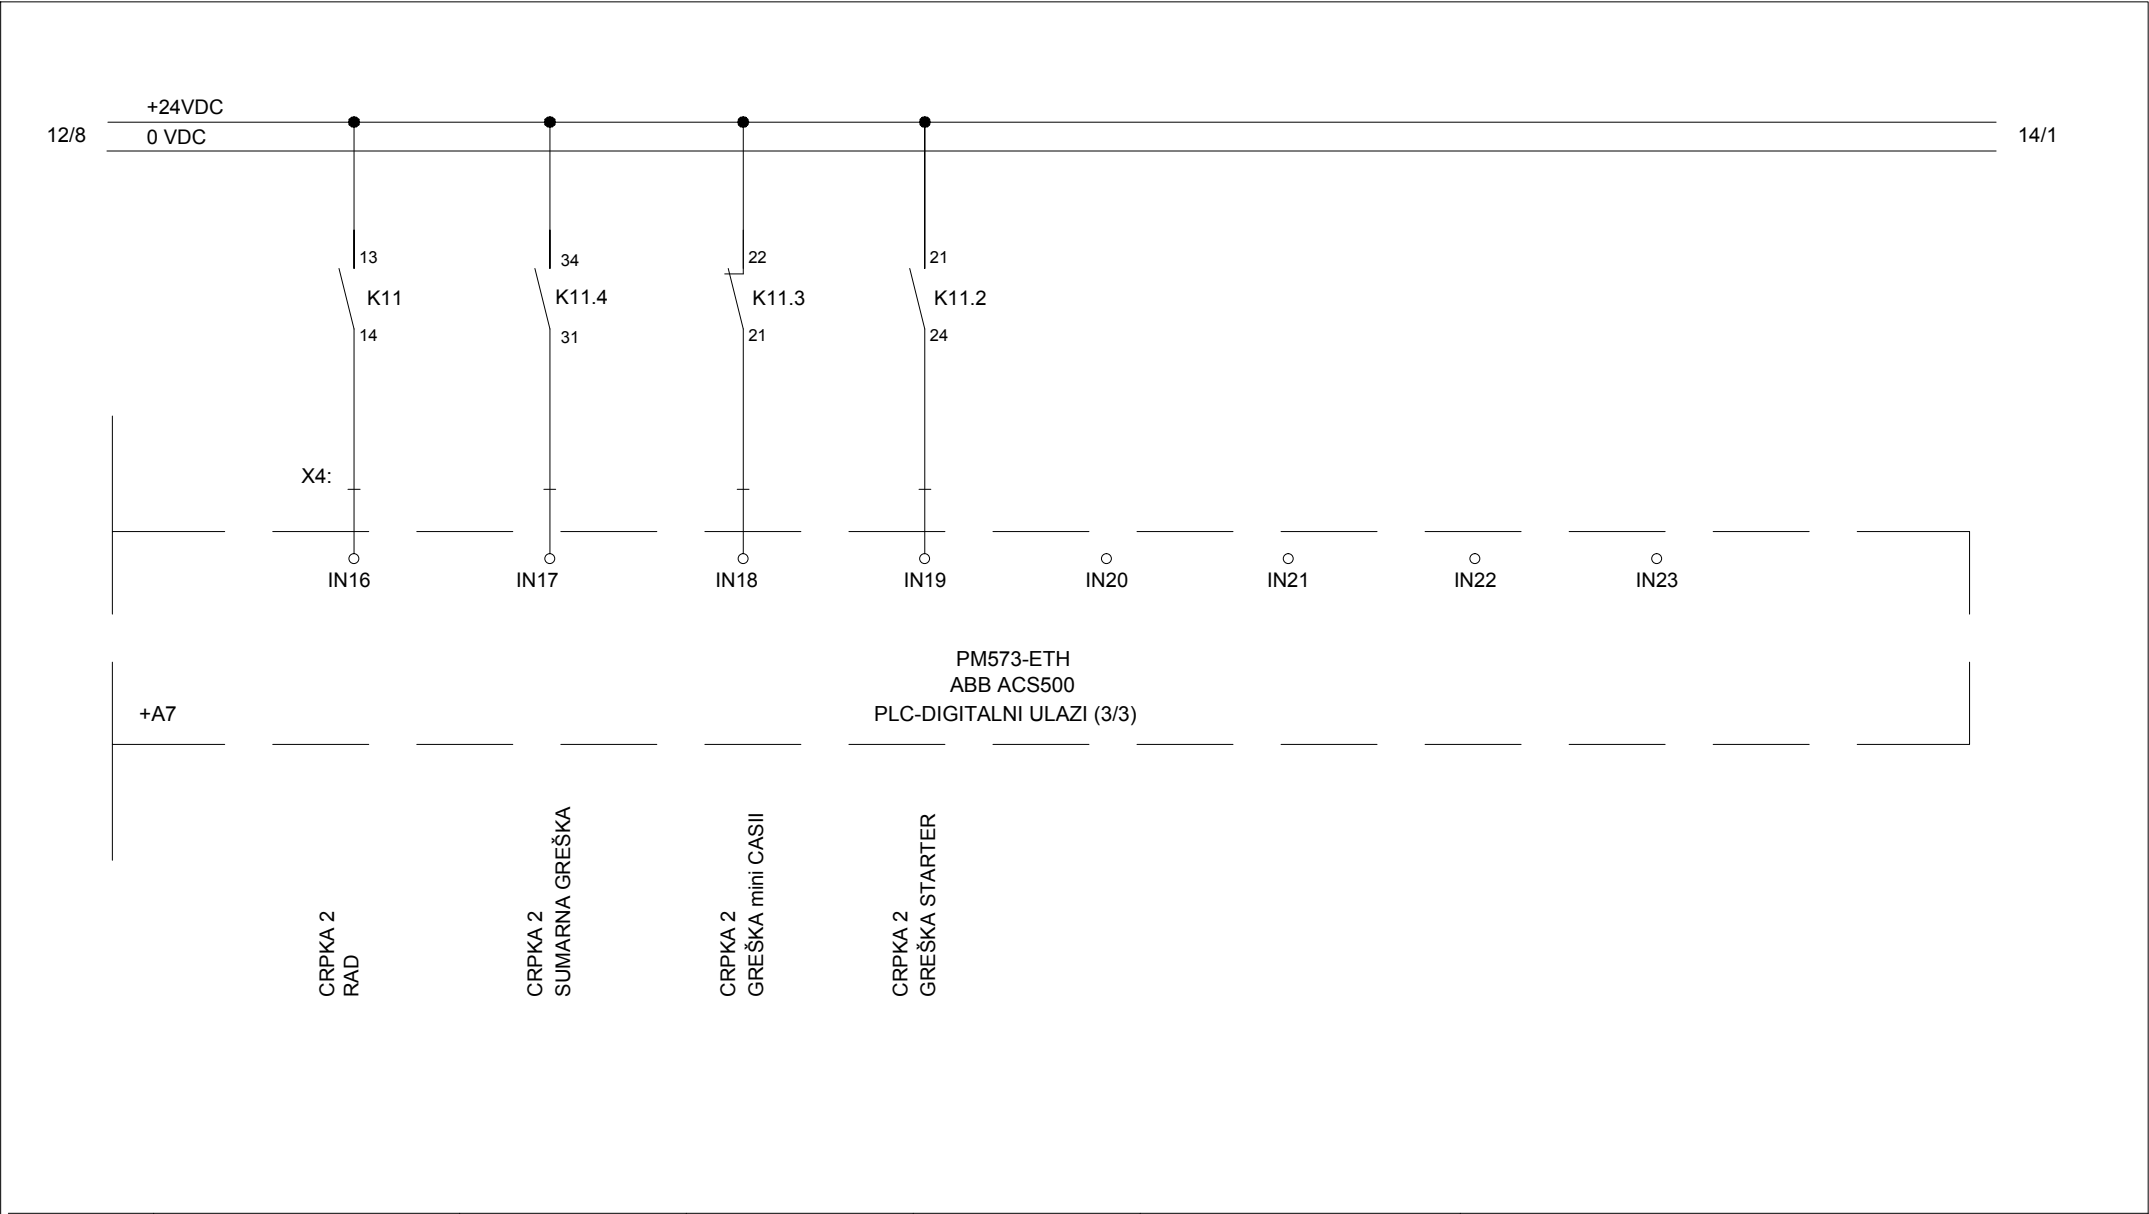 +24VDC
12/8
0 VDC
14/1
13
34
22
21
K11
K11.4
K11.3
K11.2
14
31
21
24
X4:
IN16
IN17
IN18
IN19
IN20
IN21
IN22
IN23
PM573-ETH
ABB ACS500
+A7
PLC-DIGITALNI ULAZI (3/3)
CRPKA 2
RAD
CRPKA 2
SUMARNA GREŠKA
CRPKA 2
GREŠKA mini CASII
CRPKA 2
GREŠKA STARTER